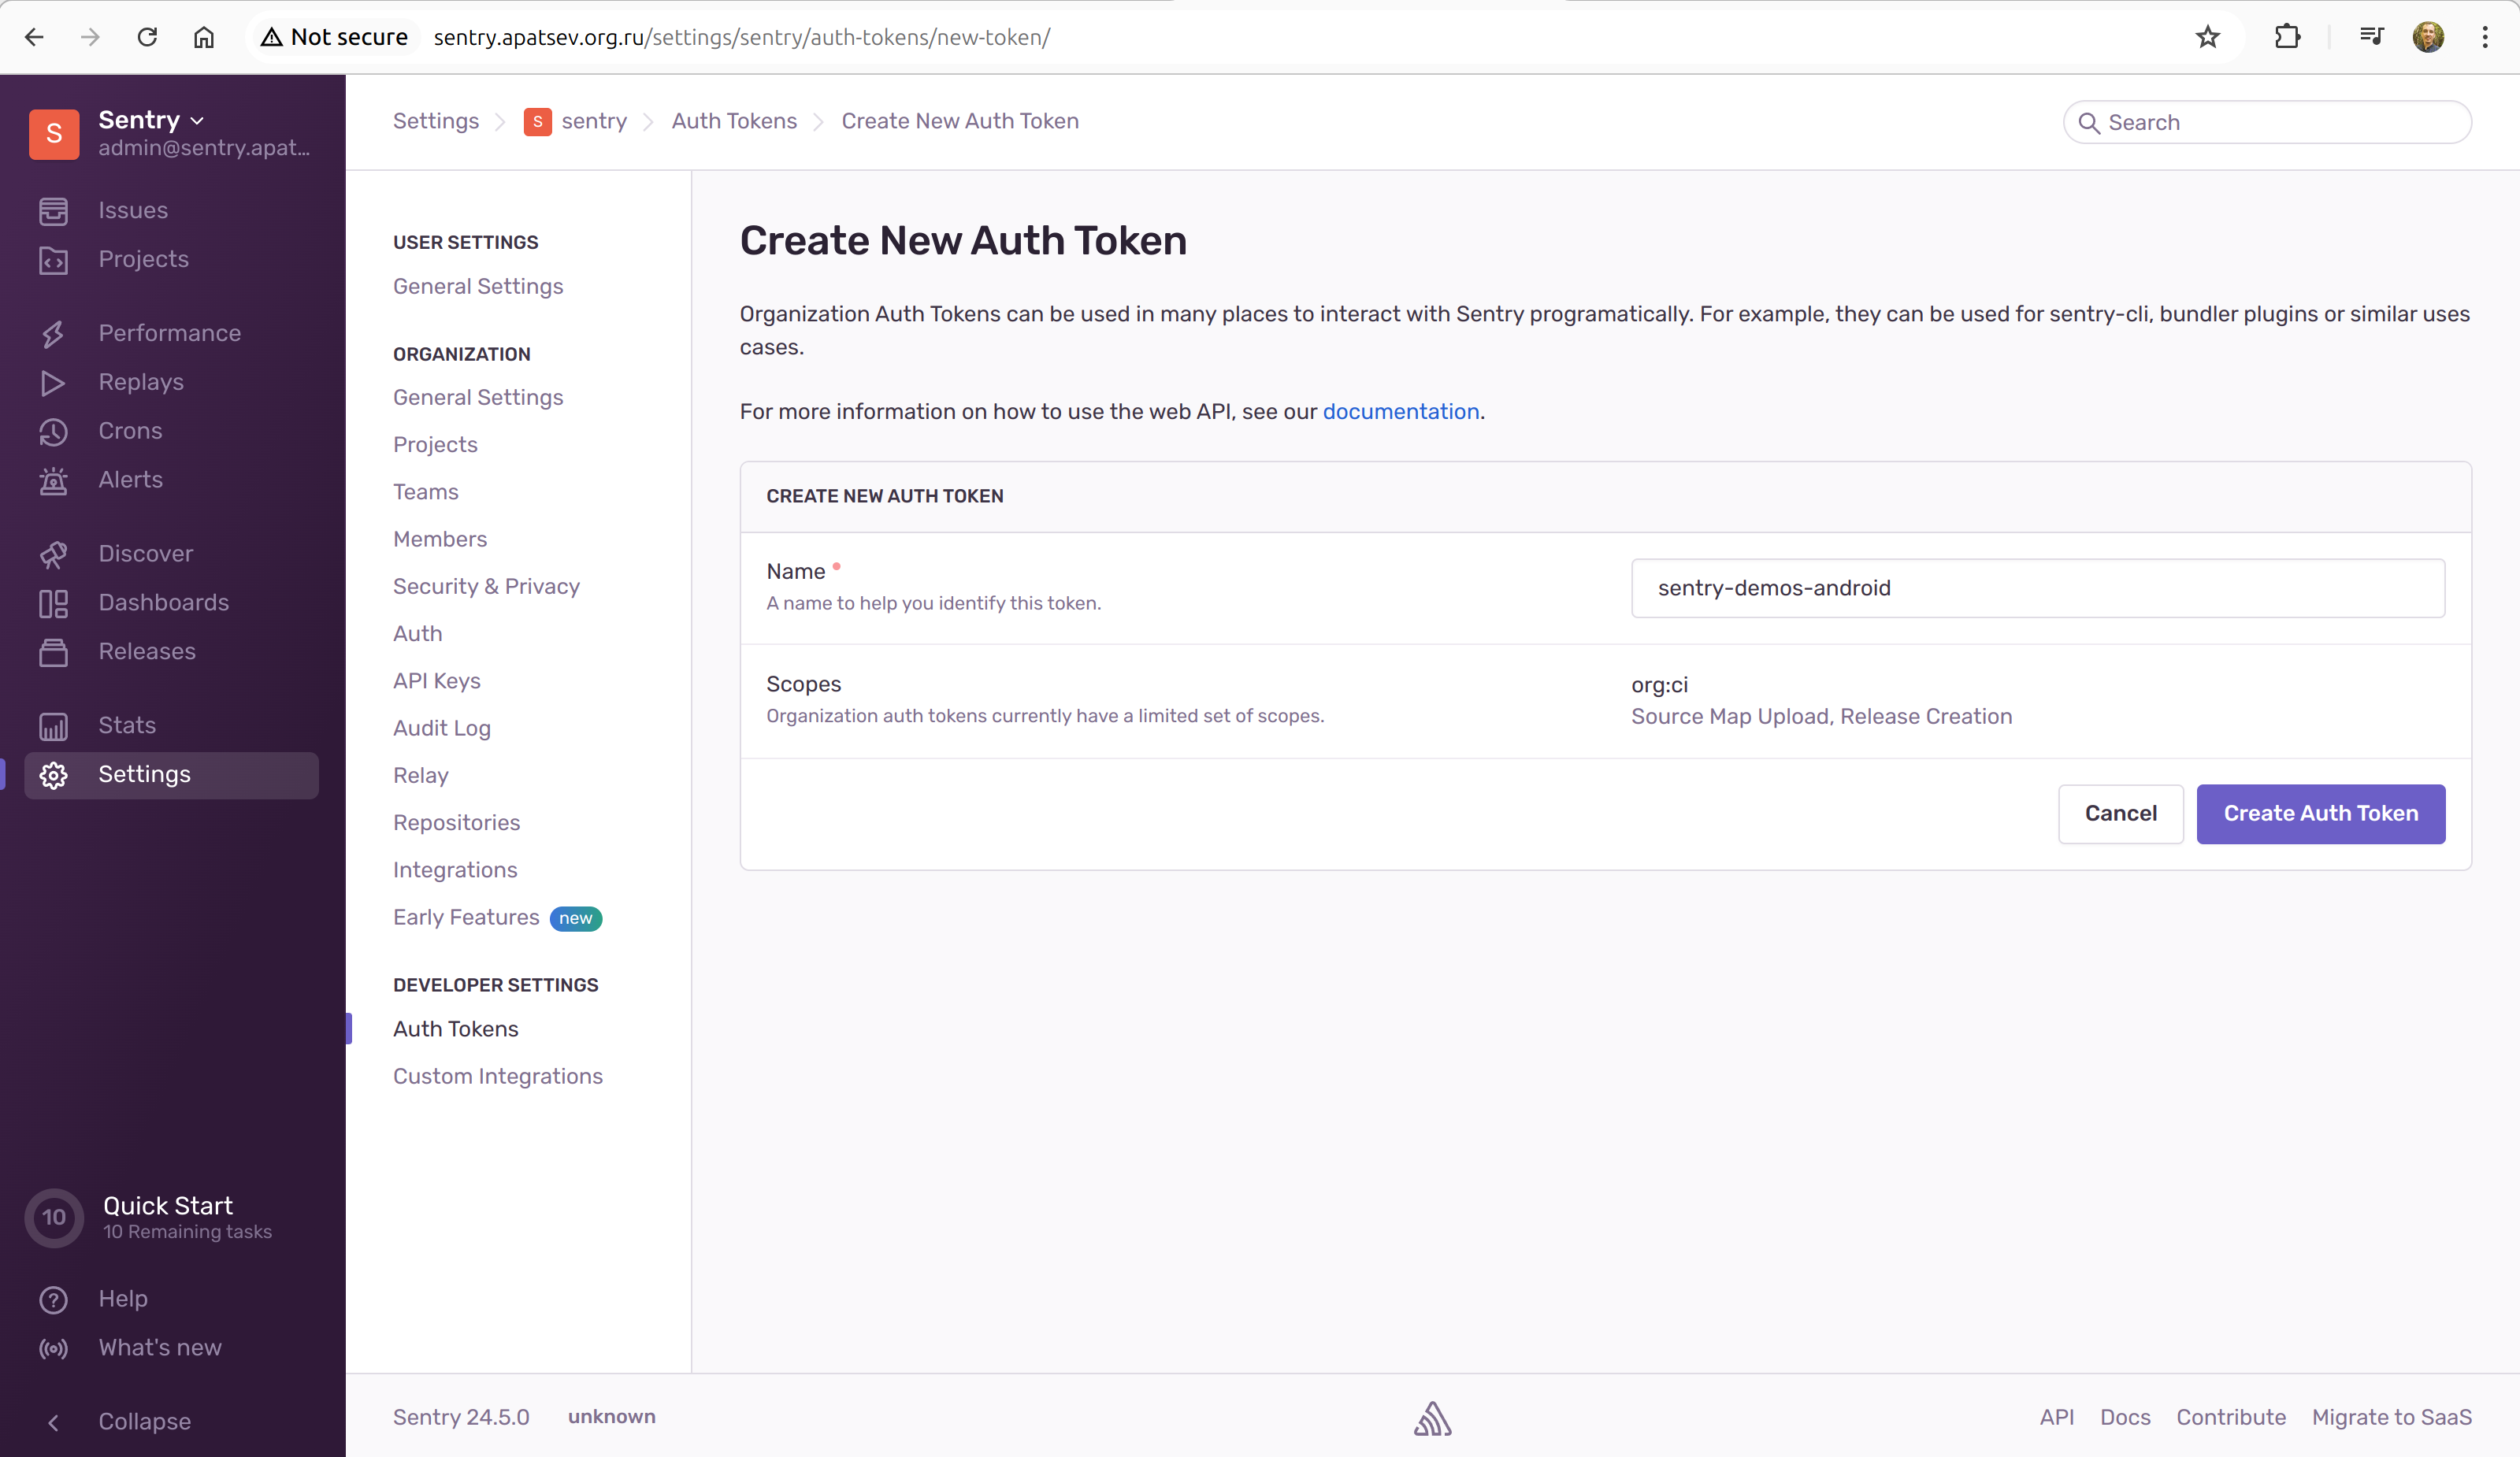 Not secure sentry.apatsev.org.ru/settings/sentry/auth-tokens/new-token/
S
Sentry
admin@sentry.apat...
Issues
Projects
Performance
Replays
Crons
Alerts
Discover
Dashboards
Releases
Stats
Settings
10
Quick Start
10 Remaining tasks
Help
What's new
Collapse
Settings S sentry Auth Tokens Create New Auth Token
Search
USER SETTINGS
General Settings
ORGANIZATION
General Settings
Projects
Teams
Members
Security & Privacy
Auth
API Keys
Audit Log
Relay
Repositories
Integrations
Early Features new
DEVELOPER SETTINGS
Auth Tokens
Custom Integrations
Create New Auth Token
Organization Auth Tokens can be used in many places to interact with Sentry programatically. For example, they can be used for sentry-cli, bundler plugins or similar uses
cases.
For more information on how to use the web API, see our documentation.
CREATE NEW AUTH TOKEN
Name
A name to help you identify this token.
sentry-demos-android
Scopes
Organization auth tokens currently have a limited set of scopes.
org:ci
Source Map Upload, Release Creation
Cancel Create Auth Token
Sentry 24.5.0 unknown API Docs Contribute Migrate to SaaS